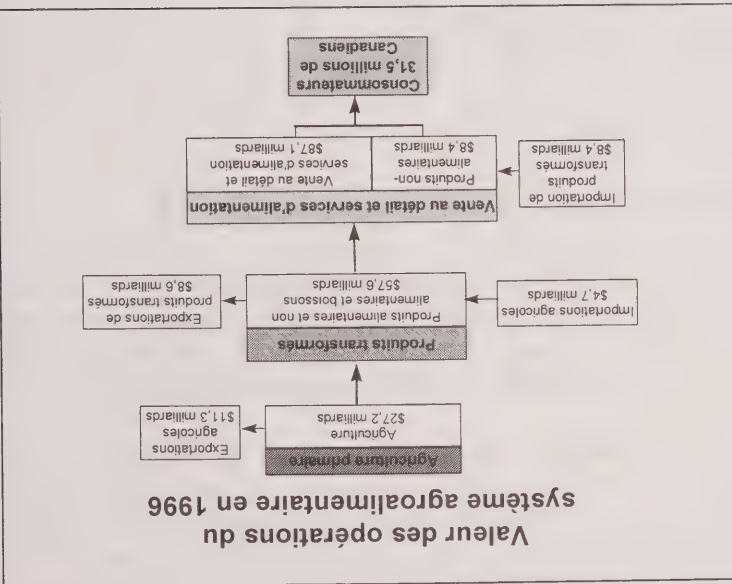 Valeur des opérations du
système agroalimentaire en 1996
Agriculture primaire
Agriculture
$27,2 milliards
Exportations
agricoles
$11,3 milliards
Produits transformés
Importations agricoles
$4,7 milliards
Produits alimentaires et non
alimentaires et boissons
$57,6 milliards
Exportations de
produits transformés
$8,6 milliards
Vente au détail et services d'alimentation
Importation de
produits
transformés
$8,4 milliards
Produits non-
alimentaires
$8,4 milliards
Vente au détail et
services d'alimentation
$87,1 milliards
Consommateurs
31,5 millions de
Canadiens